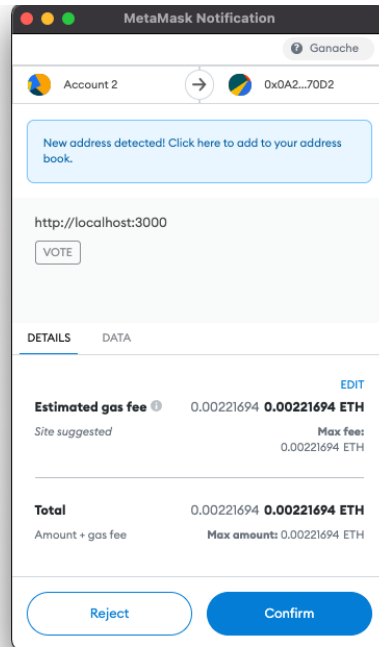 MetaMask Notification
Ganache
Account 2
0x0A2...70D2
New address detected! Click here to add to your address
book.
http://localhost:3000
VOTE
DETAILS DATA
EDIT
Estimated gas fee 0.00221694 0.00221694 ETH
Site suggested Max fee:
0.00221694 ETH
Total 0.00221694 0.00221694 ETH
Amount + gas fee Max amount: 0.00221694 ETH
Reject Confirm